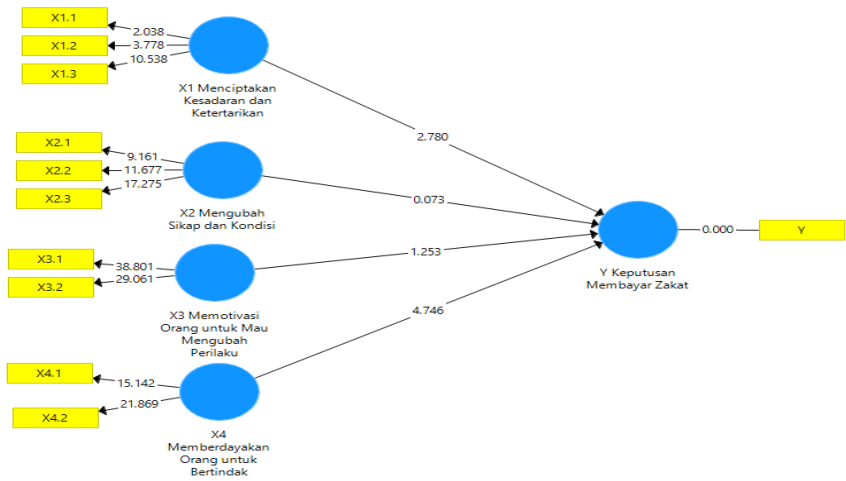 X1.1
X1.2
X1.3
2.038
3.778
10.538
X1 Menciptakan
Kesadaran dan
Ketertarikan
2.780
X2.1
X2.2
X2.3
9.161
11.677
17.275
X2 Mengubah
Sikap dan Kondisi
0.073
X3.1
X3.2
38.801
29.061
X3 Memotivasi
Orang untuk Mau
Mengubah
Perilaku
1.253
X4.1
X4.2
15.142
21.869
X4
Memberdayakan
Orang untuk
Bertindak
4.746
Y Keputusan
Membayar Zakat
0.000
Y